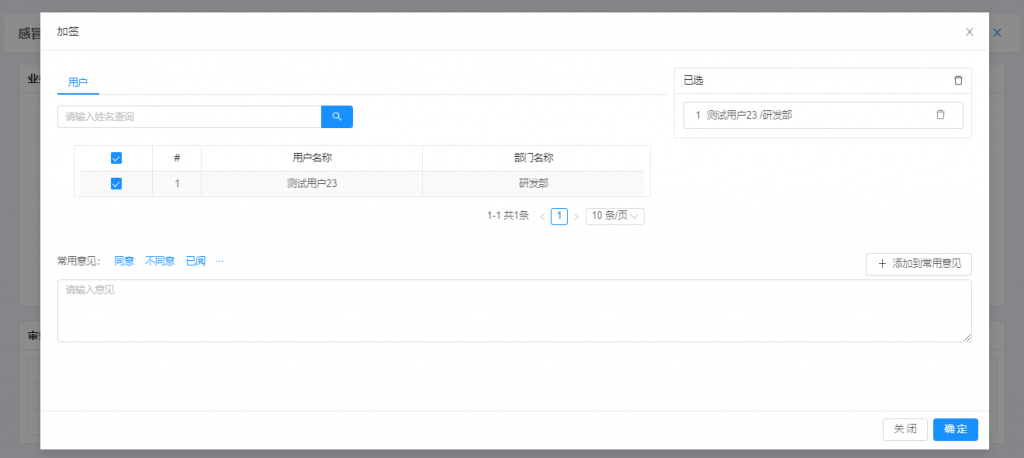 感冒
加签
业
用户
已选
请输入姓名查询
1 测试用户23 /研发部
# 用户名称 部门名称
1 测试用户23 研发部
1-1 共1条 < 1 > 10 条/页
常用意见: 同意 不同意 已阅 ···
+ 添加到常用意见
请输入意见
审
关 闭 确 定